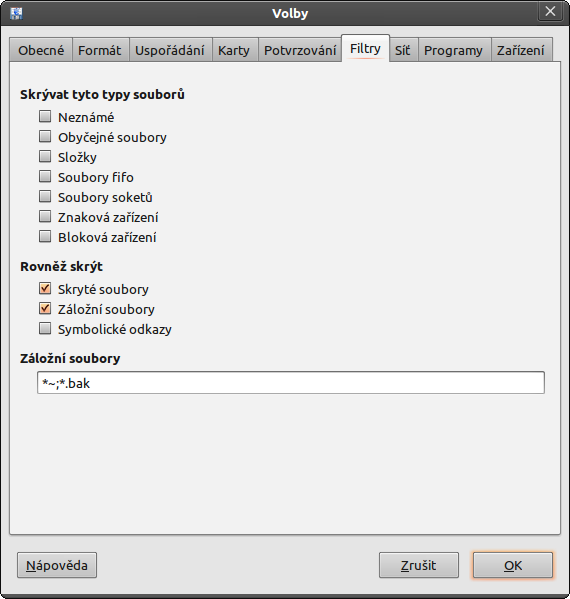 Volby
Obecné Formát Uspořádání Karty Potvrzování Filtry Síť Programy Zařízení
Skrývat tyto typy souborů
Neznámé
Obyčejné soubory
Složky
Soubory fifo
Soubory soketů
Znaková zařízení
Bloková zařízení
Rovněž skrýt
Skryté soubory
Záložní soubory
Symbolické odkazy
Záložní soubory
*~;*.bak
Nápověda Zrušit OK